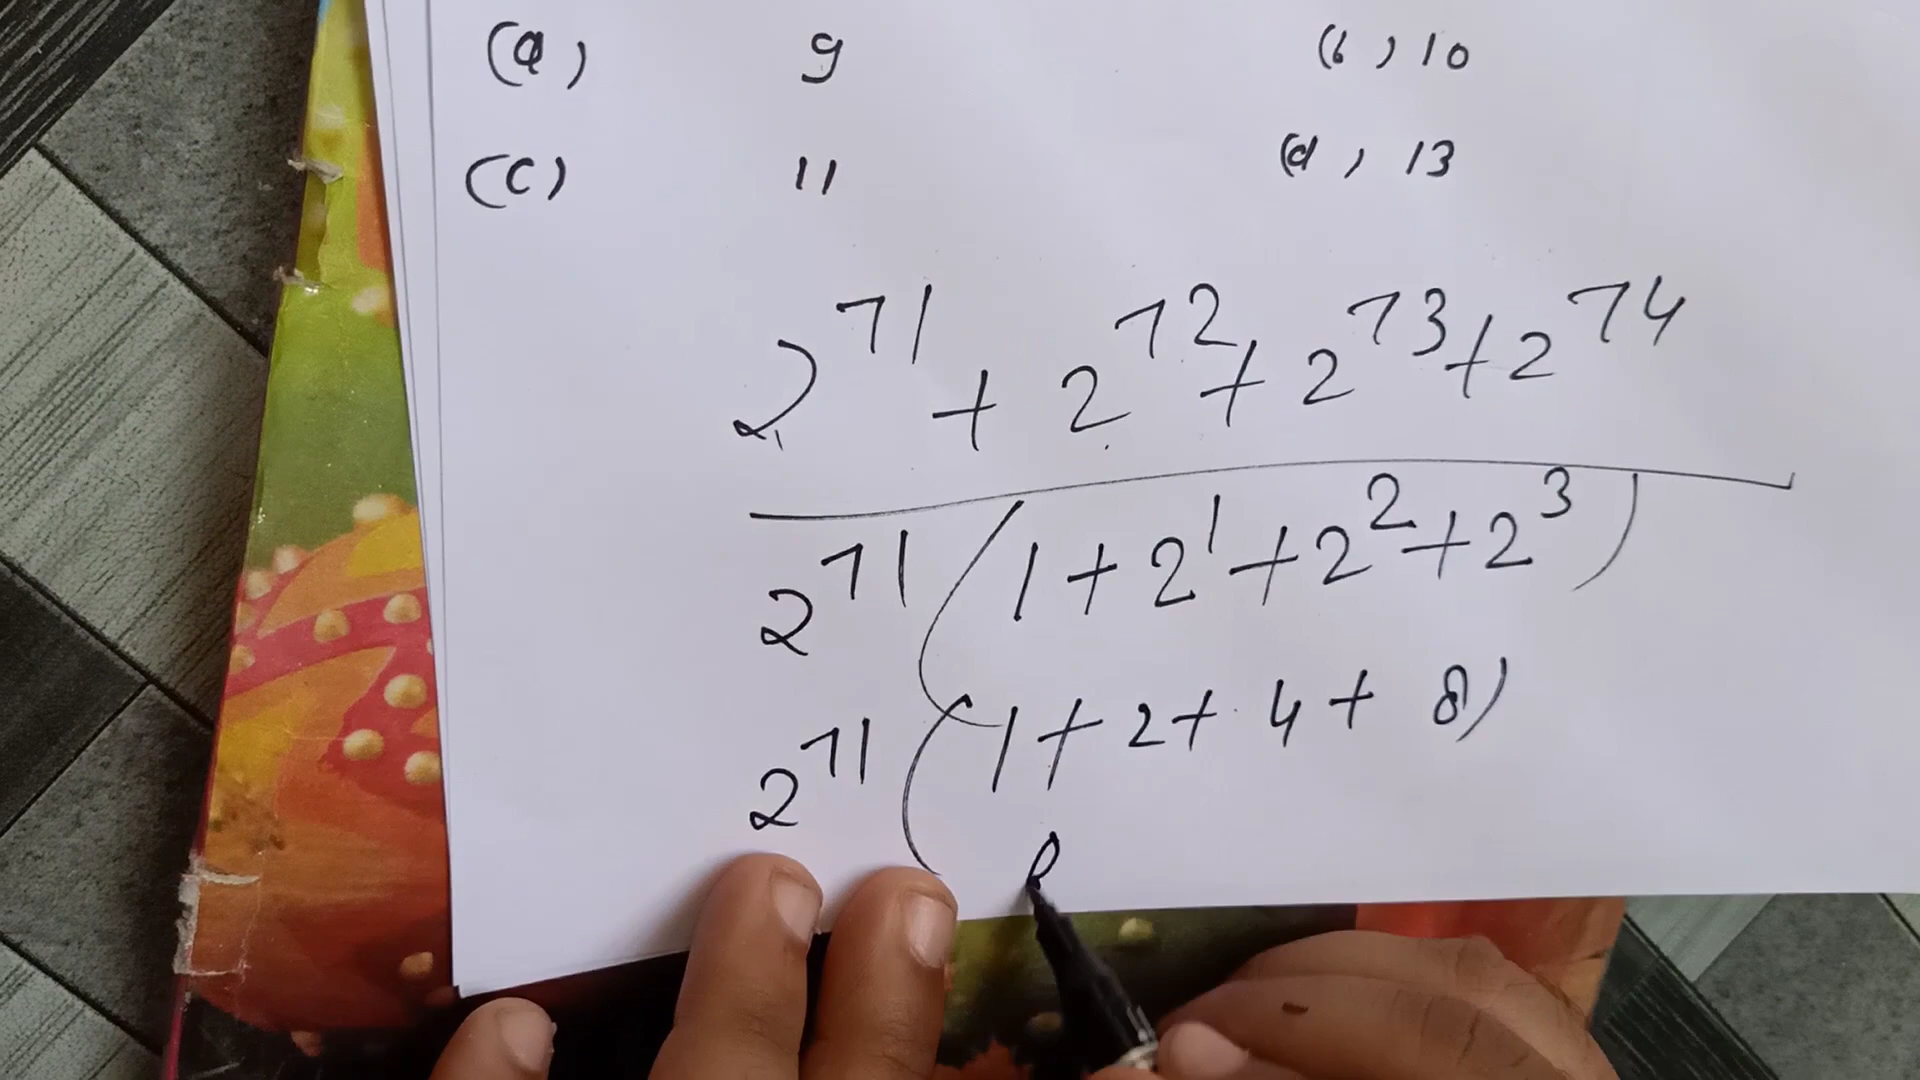 (a) 9 (b) 10
(c) 11 (d) 13
2^71 + 2^72 + 2^73 + 2^74
2^71 (1 + 2^1 + 2^2 + 2^3)
2^71 (1 + 2 + 4 + 8)
(